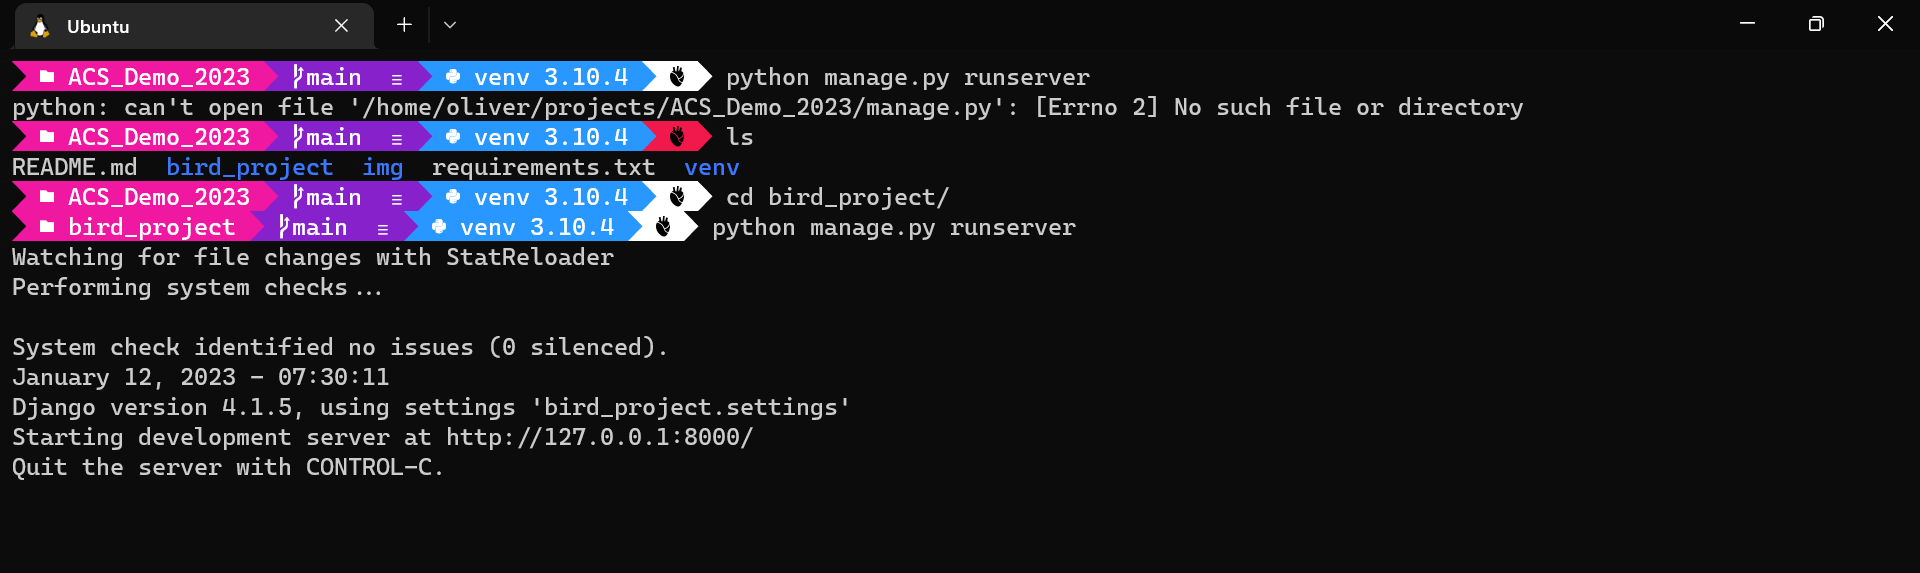 Ubuntu
ACS_Demo_2023 main ≡ venv 3.10.4 python manage.py runserver
python: can't open file '/home/oliver/projects/ACS_Demo_2023/manage.py': [Errno 2] No such file or directory
ACS_Demo_2023 main ≡ venv 3.10.4 ls
README.md bird_project img requirements.txt venv
ACS_Demo_2023 main ≡ venv 3.10.4 cd bird_project/
bird_project main ≡ venv 3.10.4 python manage.py runserver
Watching for file changes with StatReloader
Performing system checks...
System check identified no issues (0 silenced).
January 12, 2023 - 07:30:11
Django version 4.1.5, using settings 'bird_project.settings'
Starting development server at http://127.0.0.1:8000/
Quit the server with CONTROL-C.